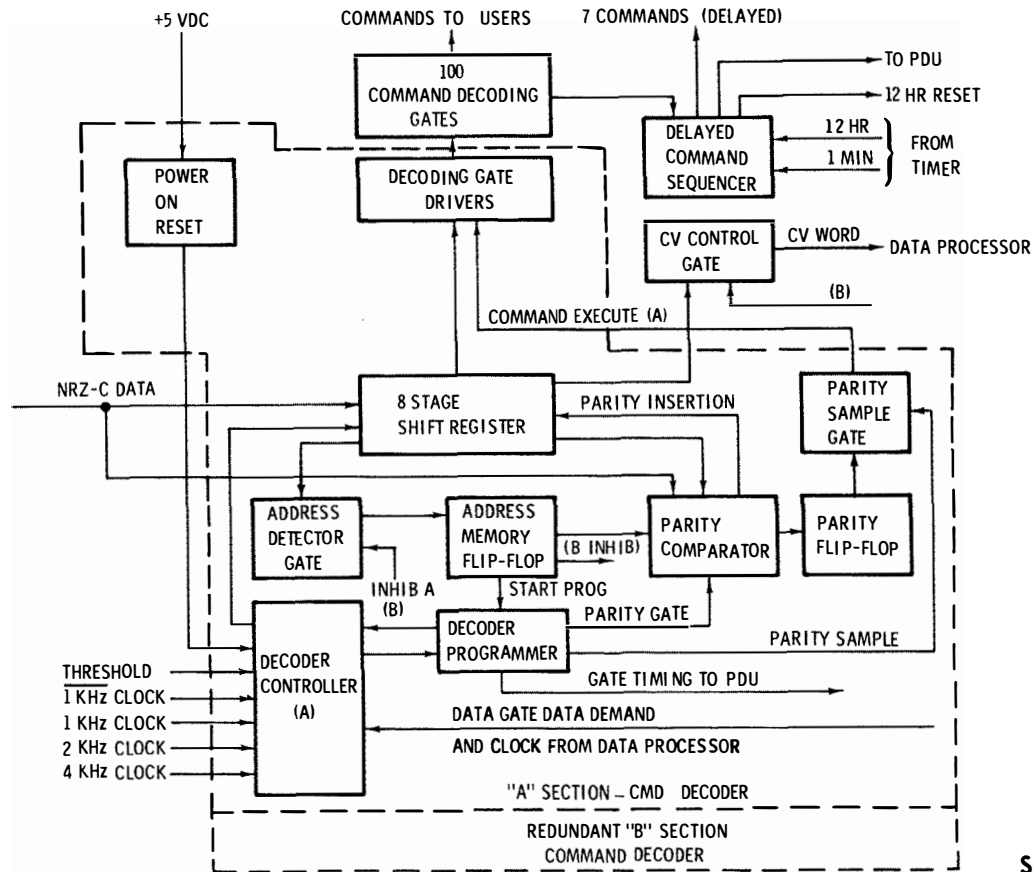 COMMANDS TO USERS
7 COMMANDS (DELAYED)
+5 VDC
100
COMMAND DECODING
GATES
TO PDU
12 HR RESET
DELAYED
COMMAND
SEQUENCER
12 HR
1 MIN
FROM
TIMER
POWER
ON
RESET
DECODING GATE
DRIVERS
CV CONTROL
GATE
CV WORD
DATA PROCESSOR
(B)
COMMAND EXECUTE (A)
NRZ-C DATA
8 STAGE
SHIFT REGISTER
PARITY INSERTION
PARITY
SAMPLE
GATE
ADDRESS
DETECTOR
GATE
ADDRESS
MEMORY
FLIP-FLOP
(B INHIB)
PARITY
COMPARATOR
PARITY
FLIP-FLOP
INHIB A
(B)
START PROG
PARITY GATE
DECODER
PROGRAMMER
PARITY SAMPLE
DECODER
CONTROLLER
(A)
GATE TIMING TO PDU
THRESHOLD
1 KHz CLOCK
1 KHz CLOCK
2 KHz CLOCK
4 KHz CLOCK
DATA GATE DATA DEMAND
AND CLOCK FROM DATA PROCESSOR
"A" SECTION - CMD DECODER
REDUNDANT "B" SECTION
COMMAND DECODER
S